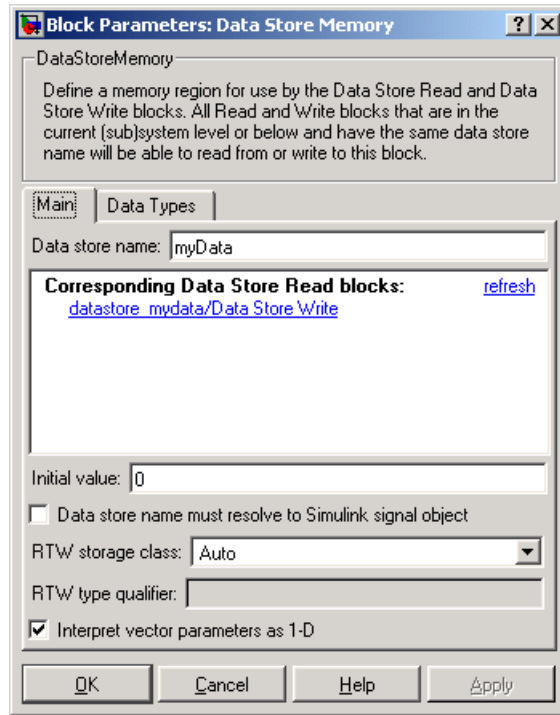 Block Parameters: Data Store Memory
DataStoreMemory
Define a memory region for use by the Data Store Read and Data
Store Write blocks. All Read and Write blocks that are in the
current (sub)system level or below and have the same data store
name will be able to read from or write to this block.
Main Data Types
Data store name: myData
Corresponding Data Store Read blocks: refresh
datastore_mydata/Data Store Write
Initial value: 0
Data store name must resolve to Simulink signal object
RTW storage class: Auto
RTW type qualifier:
Interpret vector parameters as 1-D
OK Cancel Help Apply